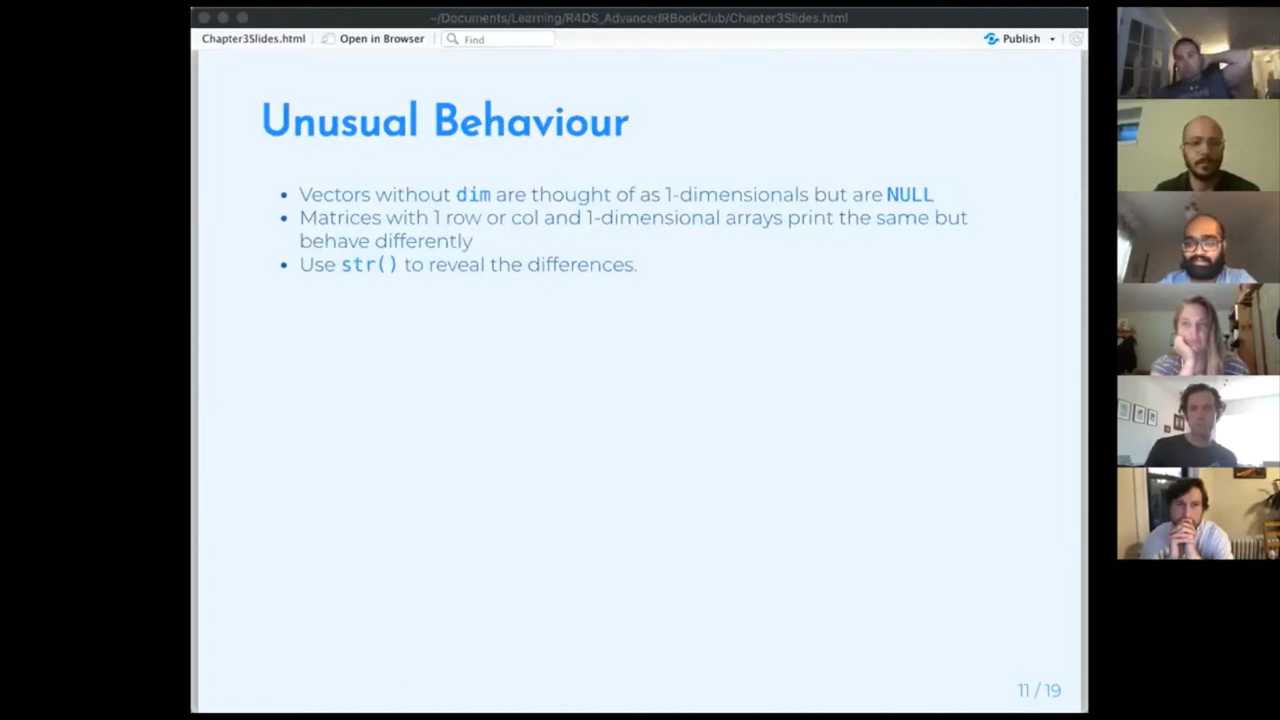 ~/Documents/Learning/R4DS_AdvancedRBookClub/Chapter3Slides.html
Chapter3Slides.html Open in Browser Find Publish
Unusual Behaviour
• Vectors without dim are thought of as 1-dimensionals but are NULL
• Matrices with 1 row or col and 1-dimensional arrays print the same but
behave differently
• Use str() to reveal the differences.
11 / 19